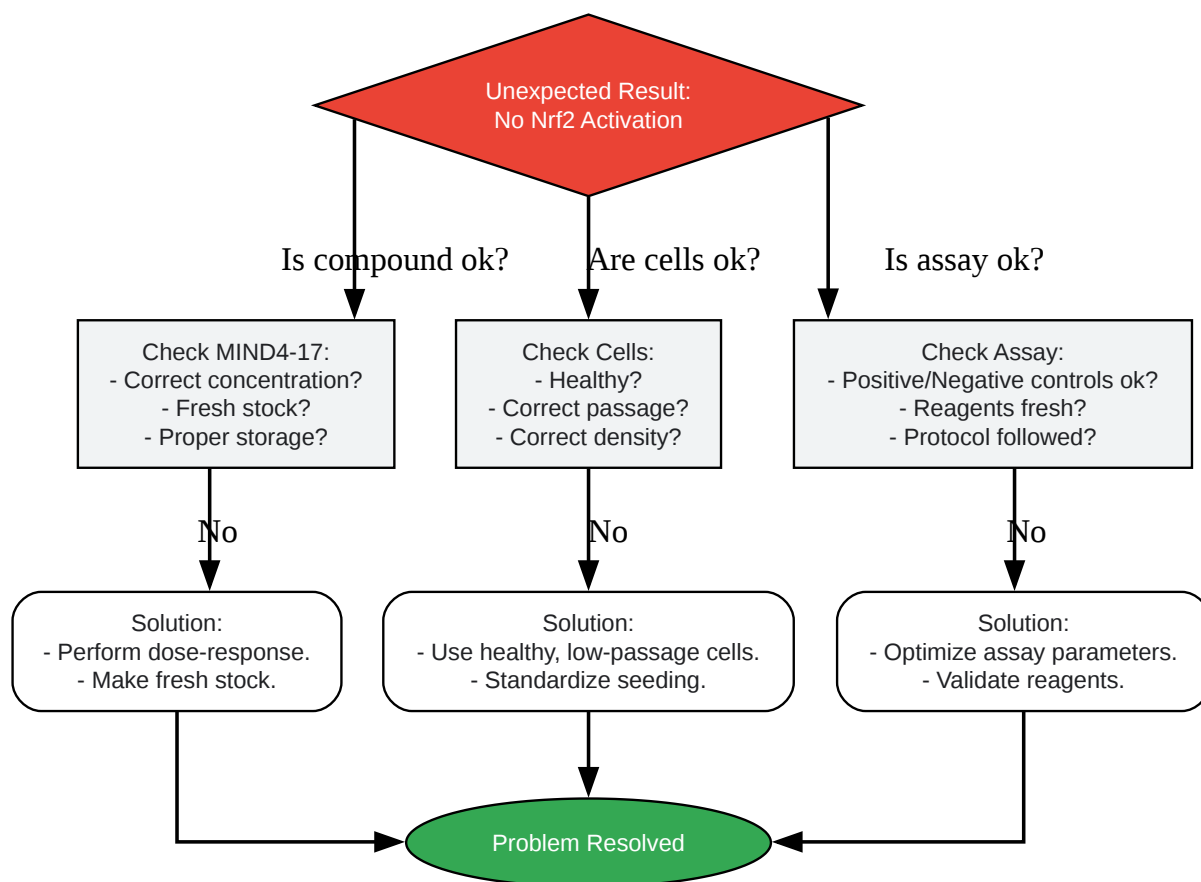 Unexpected Result:
No Nrf2 Activation
Is compound ok?
Are cells ok?
Is assay ok?
Check MIND4-17:
- Correct concentration?
- Fresh stock?
- Proper storage?
Check Cells:
- Healthy?
- Correct passage?
- Correct density?
Check Assay:
- Positive/Negative controls ok?
- Reagents fresh?
- Protocol followed?
No
No
No
Solution:
- Perform dose-response.
- Make fresh stock.
Solution:
- Use healthy, low-passage cells.
- Standardize seeding.
Solution:
- Optimize assay parameters.
- Validate reagents.
Problem Resolved